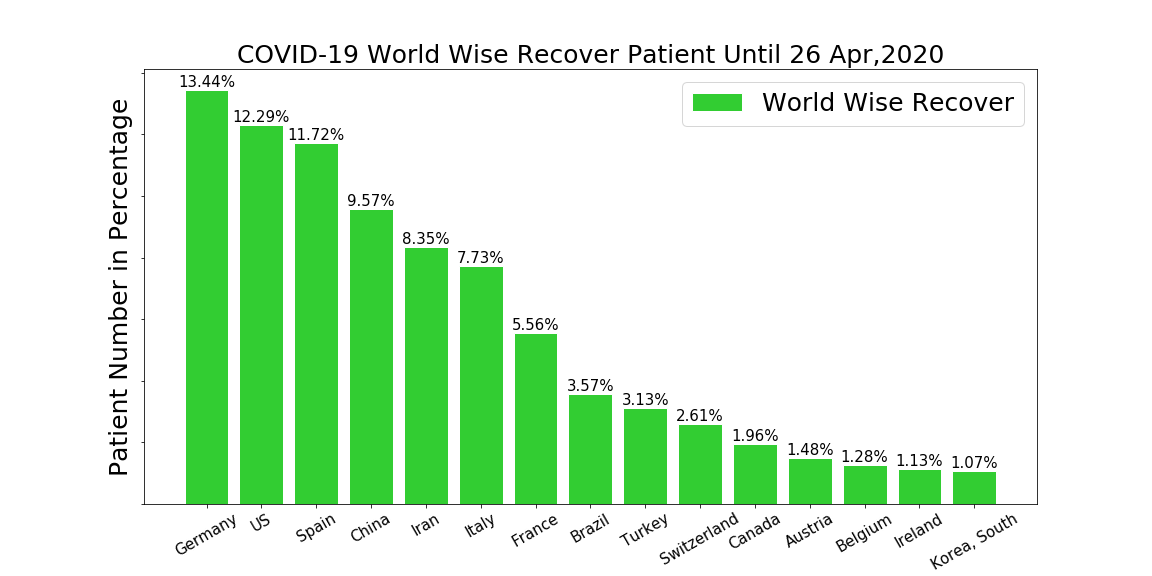 COVID-19 World Wise Recover Patient Until 26 Apr,2020
World Wise Recover
Patient Number in Percentage
13.44%
12.29%
11.72%
9.57%
8.35%
7.73%
5.56%
3.57%
3.13%
2.61%
1.96%
1.48%
1.28%
1.13%
1.07%
Germany
US
Spain
China
Iran
Italy
France
Brazil
Turkey
Switzerland
Canada
Austria
Belgium
Ireland
Korea, South